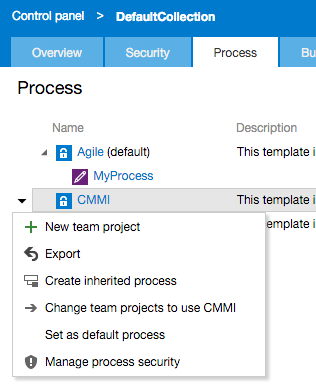 Control panel > DefaultCollection
Overview Security Process Bu
Process
Name Description
Agile (default) This template i
MyProcess
CMMI This template i
template is
New team project
Export
Create inherited process
Change team projects to use CMMI
Set as default process
Manage process security